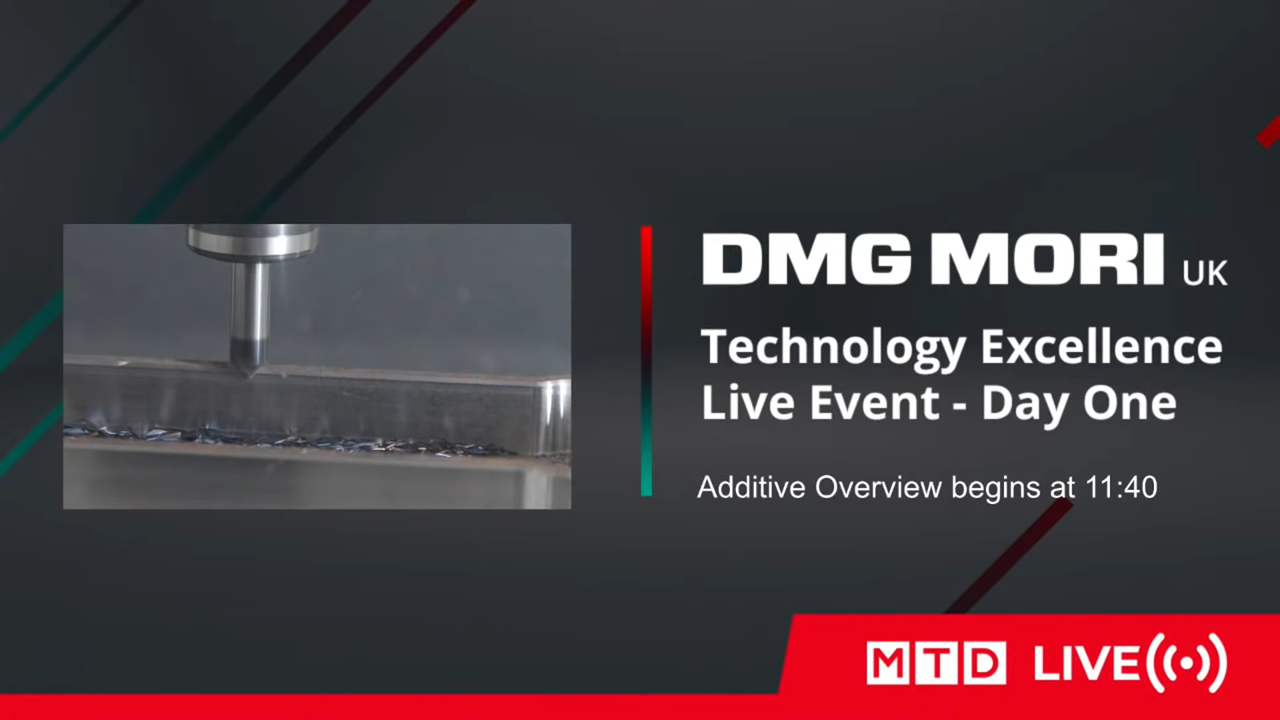 DMG MORI UK
Technology Excellence
Live Event - Day One
Additive Overview begins at 11:40
MTD LIVE